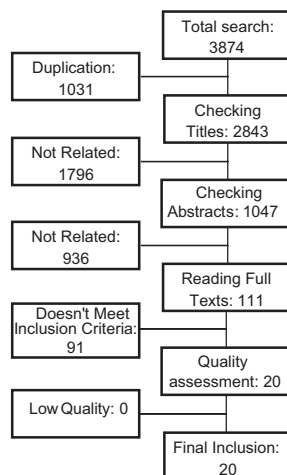 Total search:
3874
Duplication:
1031
Checking
Titles: 2843
Not Related:
1796
Checking
Abstracts: 1047
Not Related:
936
Reading Full
Texts: 111
Doesn't Meet
Inclusion Criteria:
91
Quality
assessment: 20
Low Quality: 0
Final Inclusion:
20